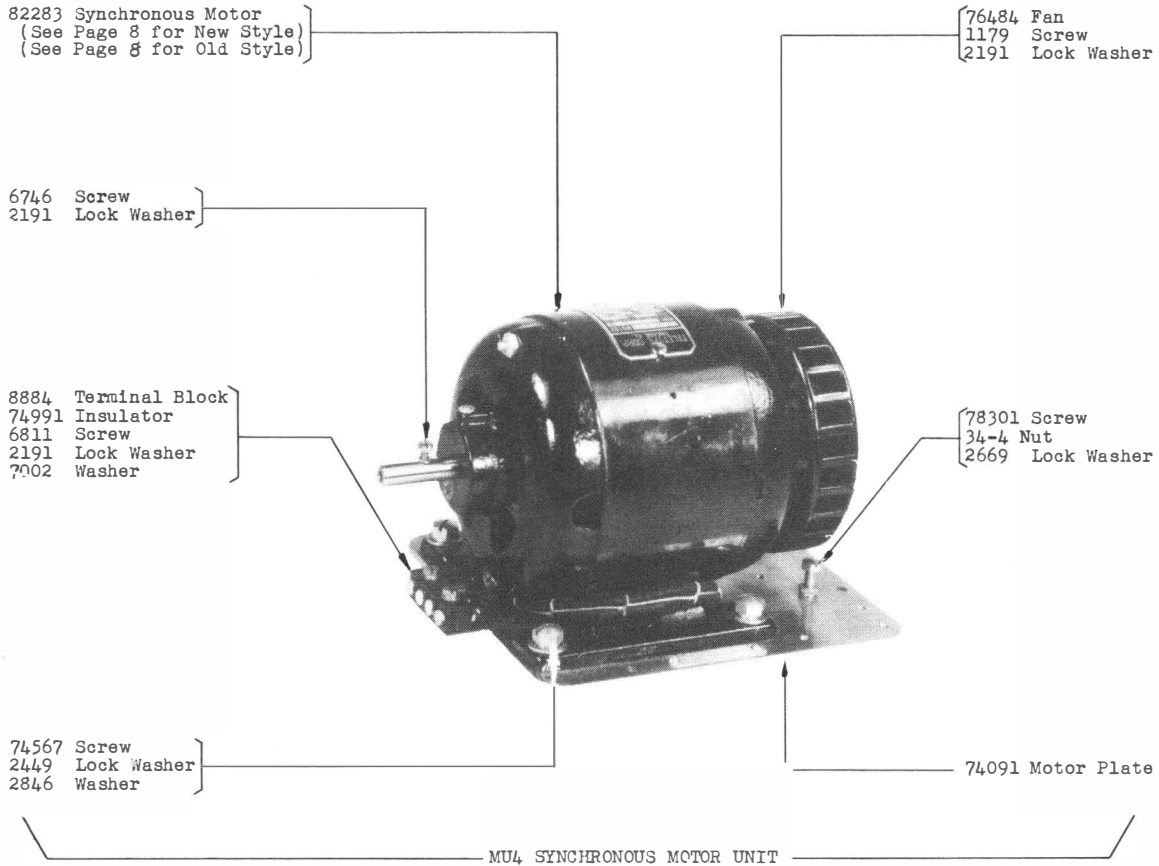 82283 Synchronous Motor
(See Page 8 for New Style)
(See Page 8 for Old Style)
76484 Fan
1179 Screw
2191 Lock Washer
6746 Screw
2191 Lock Washer
8884 Terminal Block
74991 Insulator
6811 Screw
2191 Lock Washer
7002 Washer
78301 Screw
34-4 Nut
2669 Lock Washer
74567 Screw
2449 Lock Washer
2846 Washer
74091 Motor Plate
MU4 SYNCHRONOUS MOTOR UNIT